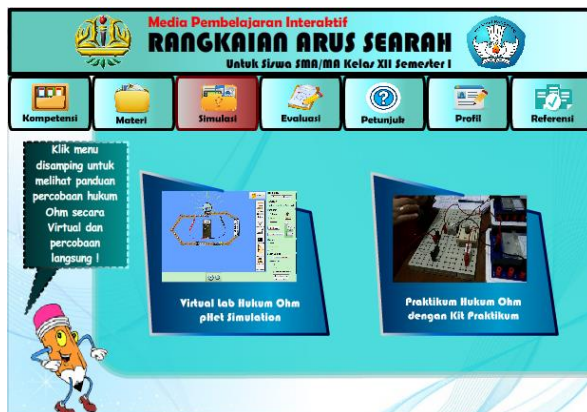 Media Pembelajaran Interaktif
RANGKAIAN ARUS SEARAH
Untuk Siswa SMA/MA Kelas XII Semester I
Kompetensi
Materi
Simulasi
Evaluasi
Petunjuk
Profil
Referensi
Klik menu
disamping untuk
melihat panduan
percobaan hukum
Ohm secara
Virtual dan
percobaan
langsung !
Virtual Lab Hukum Ohm
pHet Simulation
Praktikum Hukum Ohm
dengan Kit Praktikum